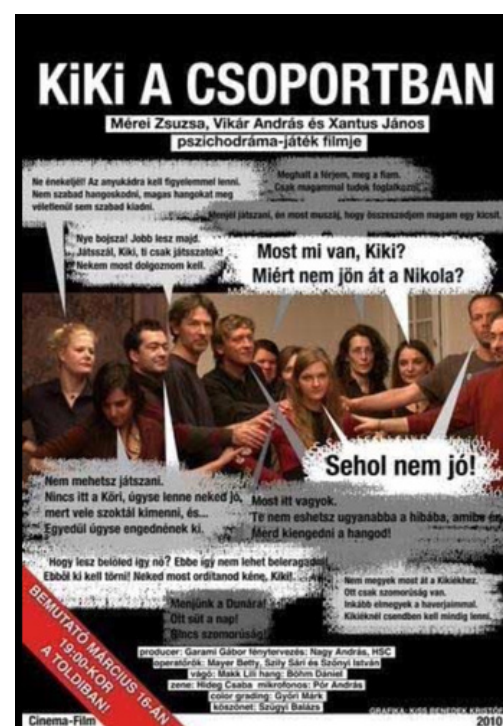 KiKi A CSOPORTBAN
Mérei Zsuzsa, Vikár András és Xantus János
pszichodráma-játék filmje
Ne énekeljél! Az anyukádra kell figyelemmel lenni.
Nem szabad hangoskodni, magas hangokat meg
véletlenül sem szabad kiadni.
Meghalt a férjem, meg a fiam.
Csak magammal tudok foglalkozni.
Menjél játszani, én most muszáj, hogy összeszedjem magam egy kicsit.
Nye bojsza! Jobb lesz majd.
Játsszál, Kiki, ti csak játsszatok!
Nekem most dolgoznom kell.
Most mi van, Kiki?
Miért nem jön át a Nikola?
Sehol nem jó!
Nem mehetsz játszani.
Nincs itt a Köri, úgyse lenne neked jó,
mert vele szoktál kimenni, és...
Egyedül úgyse engednének ki.
Most itt vagyok.
Te nem eshetsz ugyanabba a hibába, amibe én.
Merd kiengedni a hangod!
Hogy lesz belőled így nő? Ebbe így nem lehet beleragadni.
Ebből ki kell törni! Neked most ordítanod kéne, Kiki!
Nem megyek most át a Kikiékhez.
Ott csak szomorúság van.
Inkább elmegyek a haverjaimmal.
Kikiéknél csendben kell mindig lenni.
Menjünk a Dunára!
Ott süt a nap!
Nincs szomorúság!
BEMUTATÓ MÁRCIUS 16-ÁN
19:00-KOR
A TOLDIBAN!
producer: Garami Gábor fénytervezés: Nagy András, HSC
operatőrök: Mayer Betty, Szily Sári és Szőnyi István
vágó: Makk Lili hang: Böhm Dániel
zene: Hideg Csaba mikrofonos: Pór András
color grading: Győri Márk
köszönet: Szügyi Balázs
GRAFIKA: KISS BENEDEK KRISTÓF
Cinema-Film